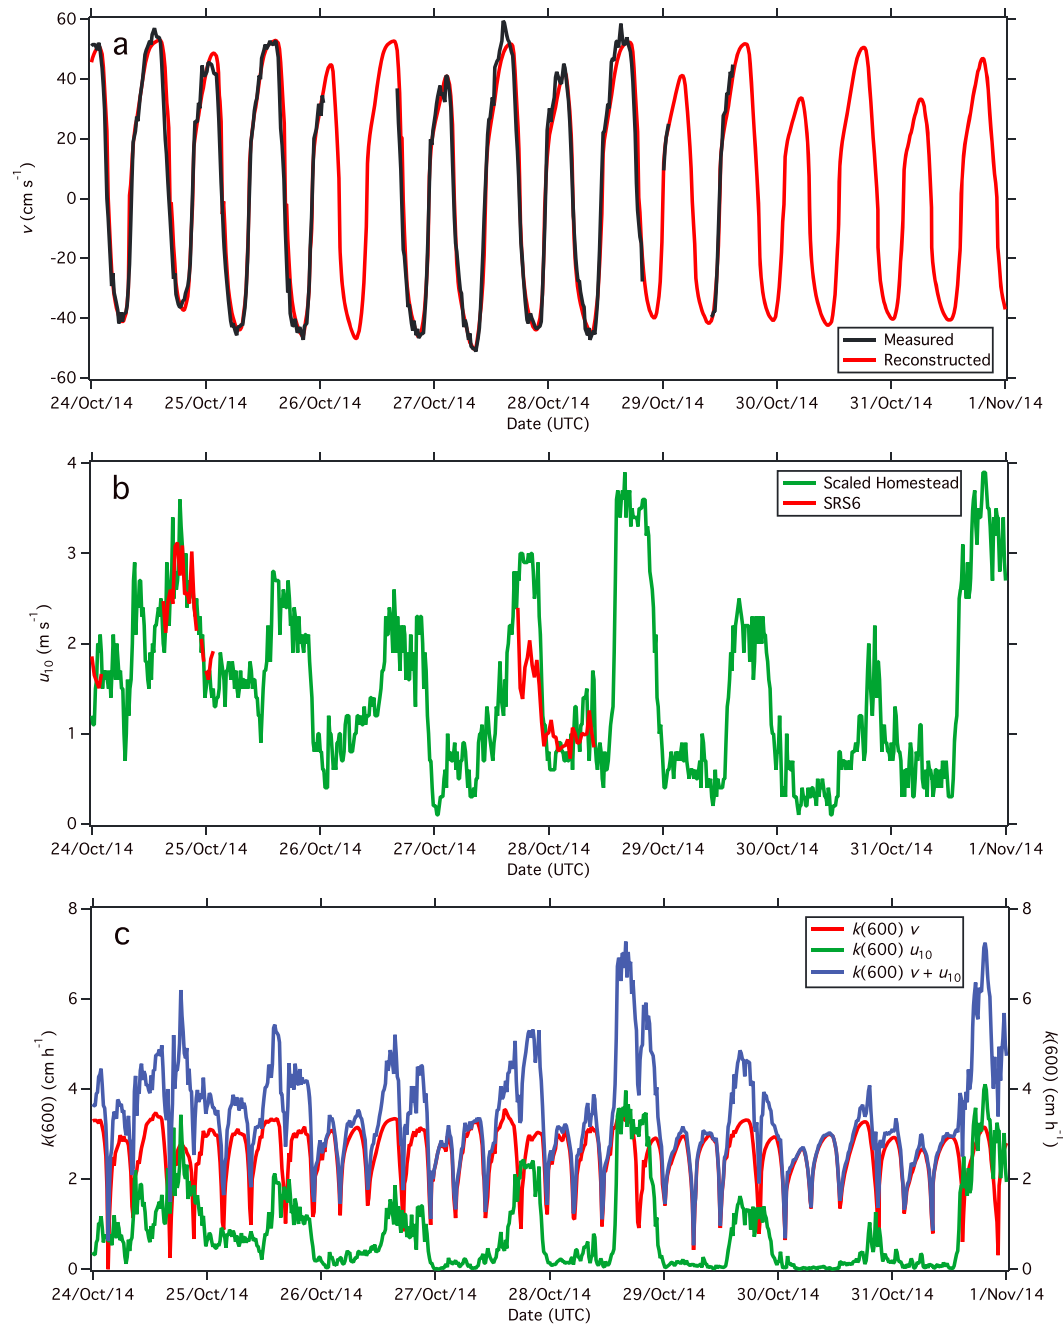 a
60
40
20
0
-20
-40
-60
v (cm s⁻¹)
Measured
Reconstructed
24/Oct/14 25/Oct/14 26/Oct/14 27/Oct/14 28/Oct/14 29/Oct/14 30/Oct/14 31/Oct/14 1/Nov/14
Date (UTC)
b
4
3
2
1
0
u₁₀ (m s⁻¹)
Scaled Homestead
SRS6
24/Oct/14 25/Oct/14 26/Oct/14 27/Oct/14 28/Oct/14 29/Oct/14 30/Oct/14 31/Oct/14 1/Nov/14
Date (UTC)
c
8 8
6 6
4 4
2 2
0 0
k(600) (cm h⁻¹)
k(600) (cm h⁻¹)
k(600) v
k(600) u₁₀
k(600) v + u₁₀
24/Oct/14 25/Oct/14 26/Oct/14 27/Oct/14 28/Oct/14 29/Oct/14 30/Oct/14 31/Oct/14 1/Nov/14
Date (UTC)